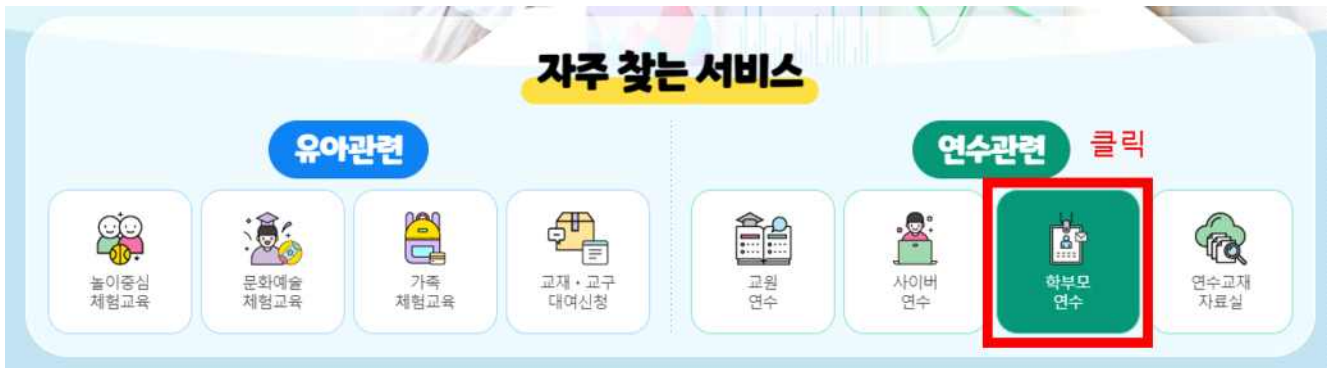 자주 찾는 서비스
유아관련
놀이중심
체험교육
문화예술
체험교육
가족
체험교육
교재・교구
대여신청
연수관련
클릭
교원
연수
사이버
연수
학부모
연수
연수교재
자료실